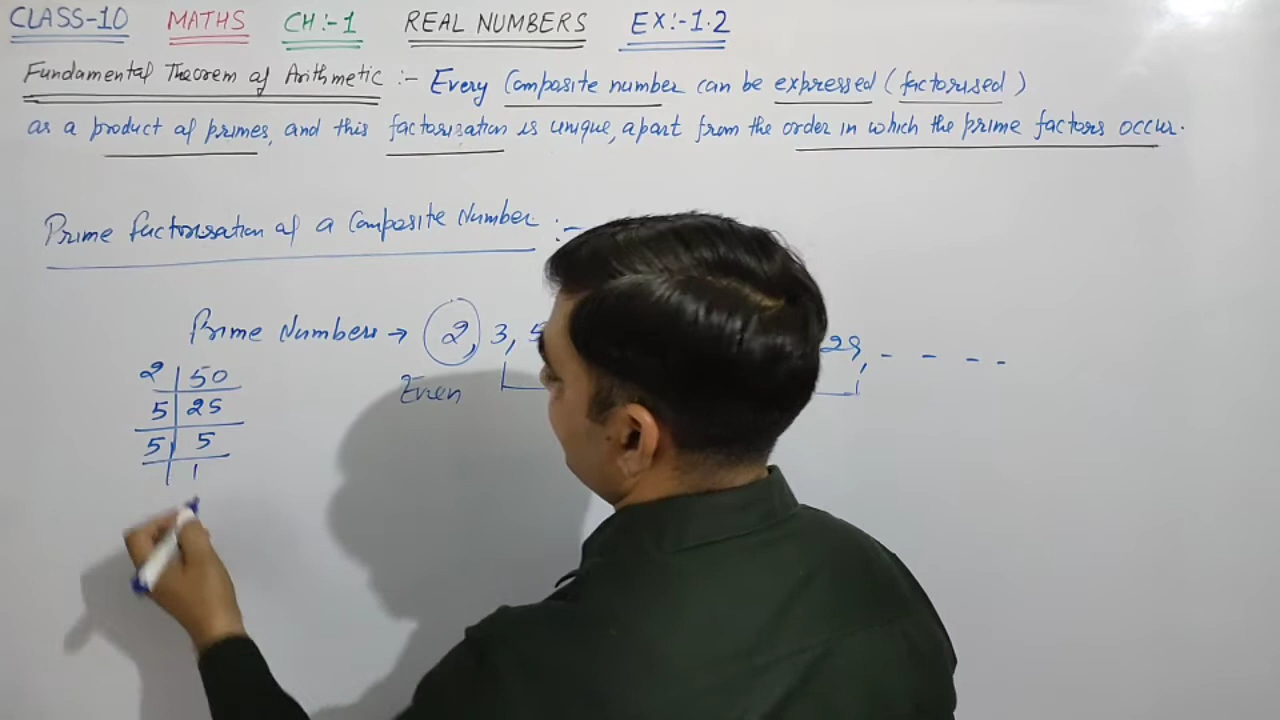 CLASS-10 MATHS CH:-1 REAL NUMBERS EX:-1.2
Fundamental Theorem of Arithmetic :- Every Composite number can be expressed (factorised)
as a product of primes, and this factorisation is unique, apart from the order in which the prime factors occur.
Prime factorisation of a Composite Number :-
Prime Numbers → 2, 3, 5 29, - - - -
Even
2 | 50
5 | 25
5 | 5
| 1